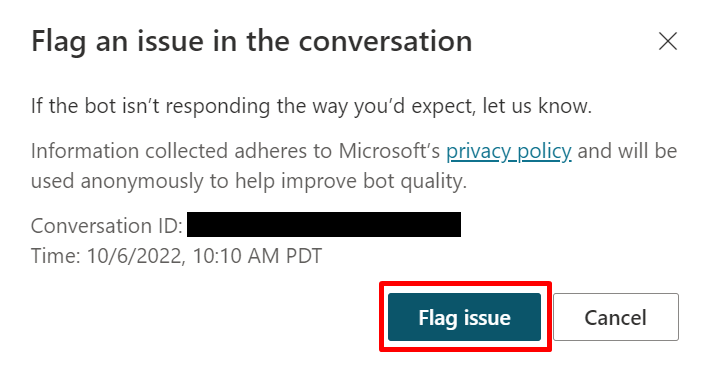 Flag an issue in the conversation
If the bot isn’t responding the way you’d expect, let us know.
Information collected adheres to Microsoft’s privacy policy and will be
used anonymously to help improve bot quality.
Conversation ID:
Time: 10/6/2022, 10:10 AM PDT
Flag issue
Cancel